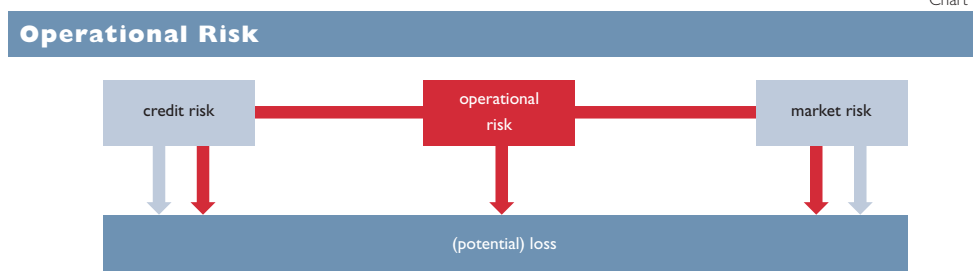 Chart
Operational Risk
credit risk
operational
risk
market risk
(potential) loss